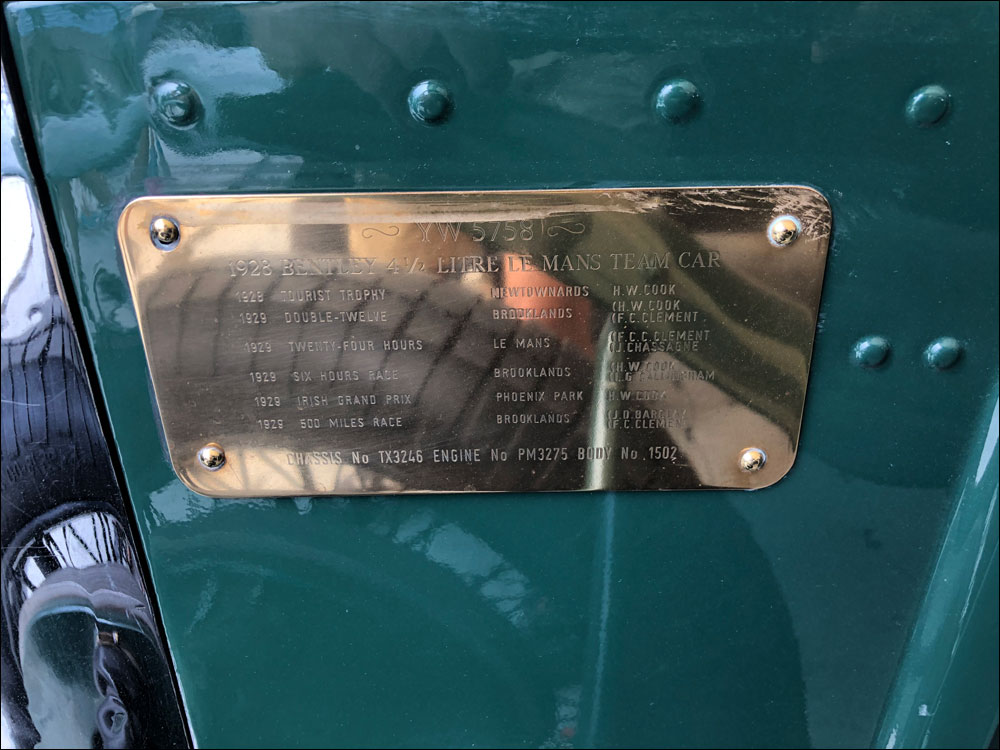 YW 5758
1928 BENTLEY 4½ LITRE LE MANS TEAM CAR
1928 TOURIST TROPHY NEWTOWNARDS H.W.COOK
(H.W.COOK
1929 DOUBLE-TWELVE BROOKLANDS (F.C.CLEMENT
(F.C.C.CLEMENT
1929 TWENTY-FOUR HOURS LE MANS (J.CHASSAGNE
(H.W.COOK
1929 SIX HOURS RACE BROOKLANDS
1929 IRISH GRAND PRIX PHOENIX PARK H.W.COOK
1929 500 MILES RACE BROOKLANDS
(F.C.CLEMENT
CHASSIS No TX3246 ENGINE No PM3275 BODY No. 1502